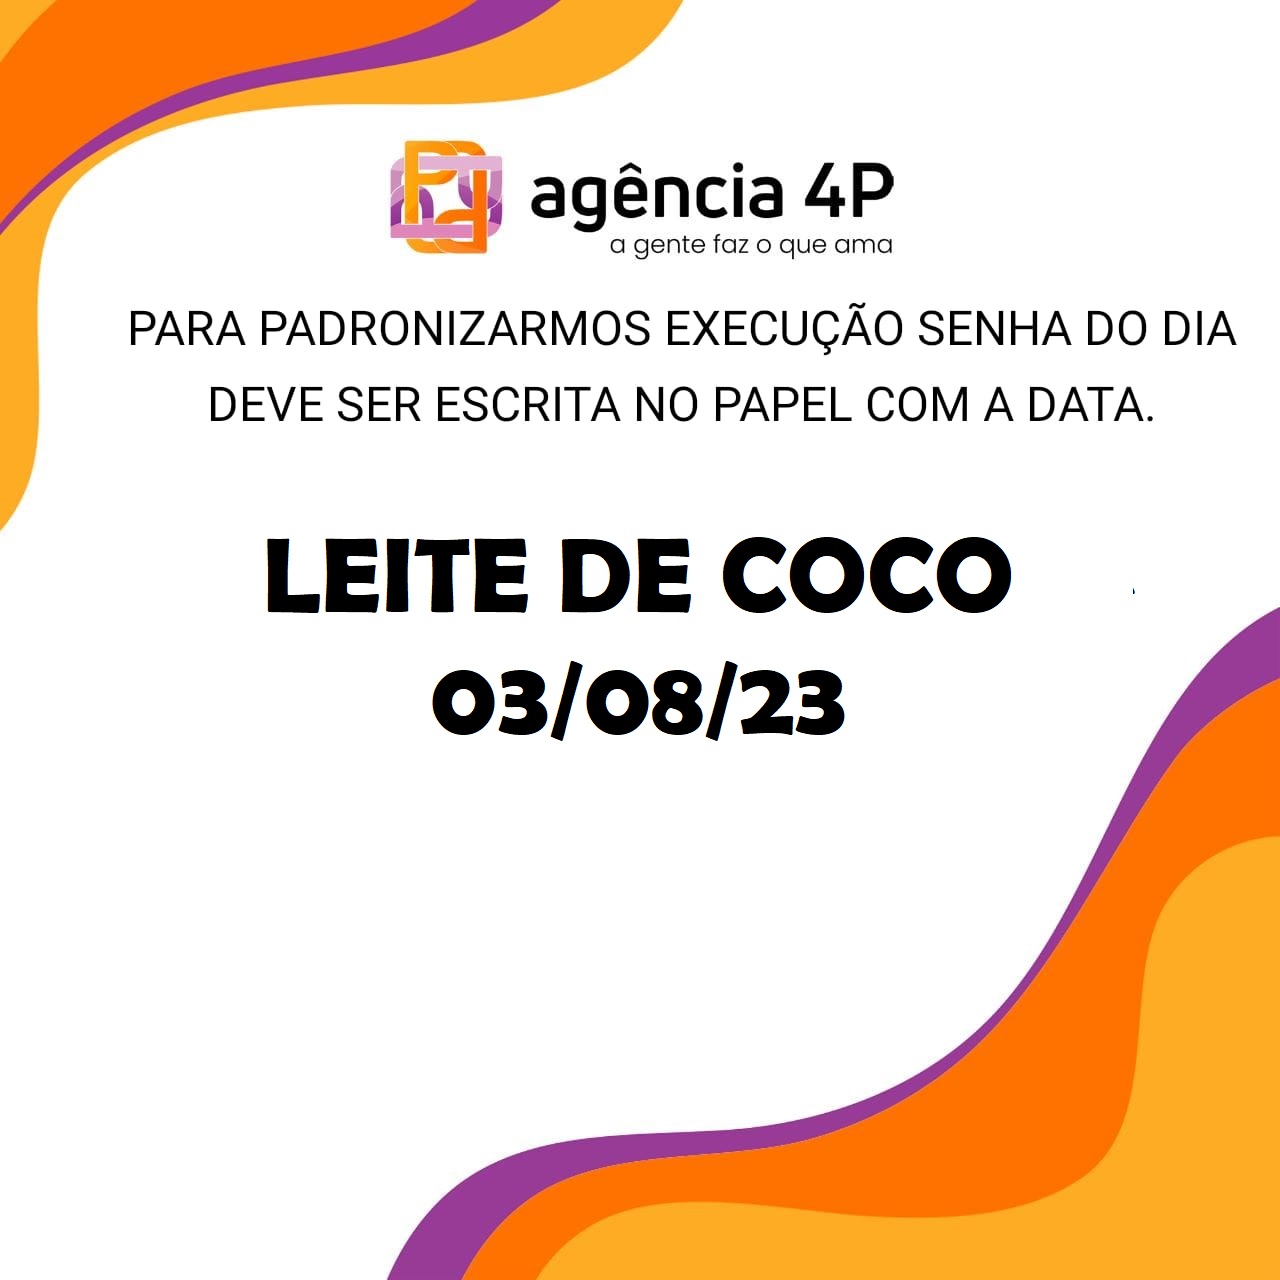 agência 4P
a gente faz o que ama
PARA PADRONIZARMOS EXECUÇÃO SENHA DO DIA
DEVE SER ESCRITA NO PAPEL COM A DATA.
LEITE DE COCO
03/08/23